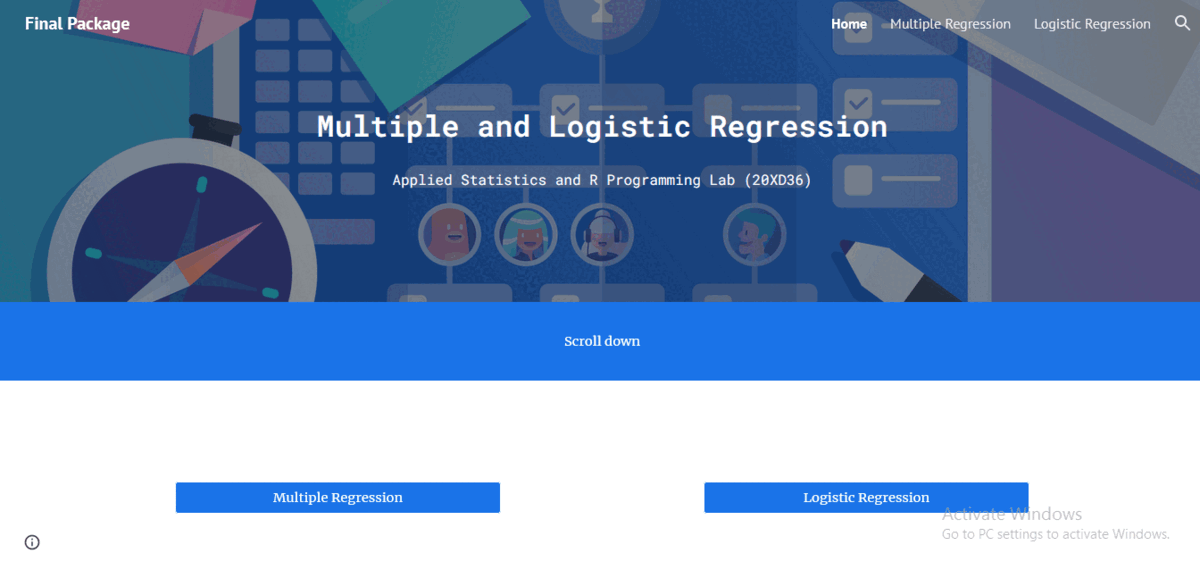 Final Package
Home
Multiple Regression
Logistic Regression
Multiple and Logistic Regression
Applied Statistics and R Programming Lab (20XD36)
Scroll down
Multiple Regression
Logistic Regression
Activate Windows
Go to PC settings to activate Windows.